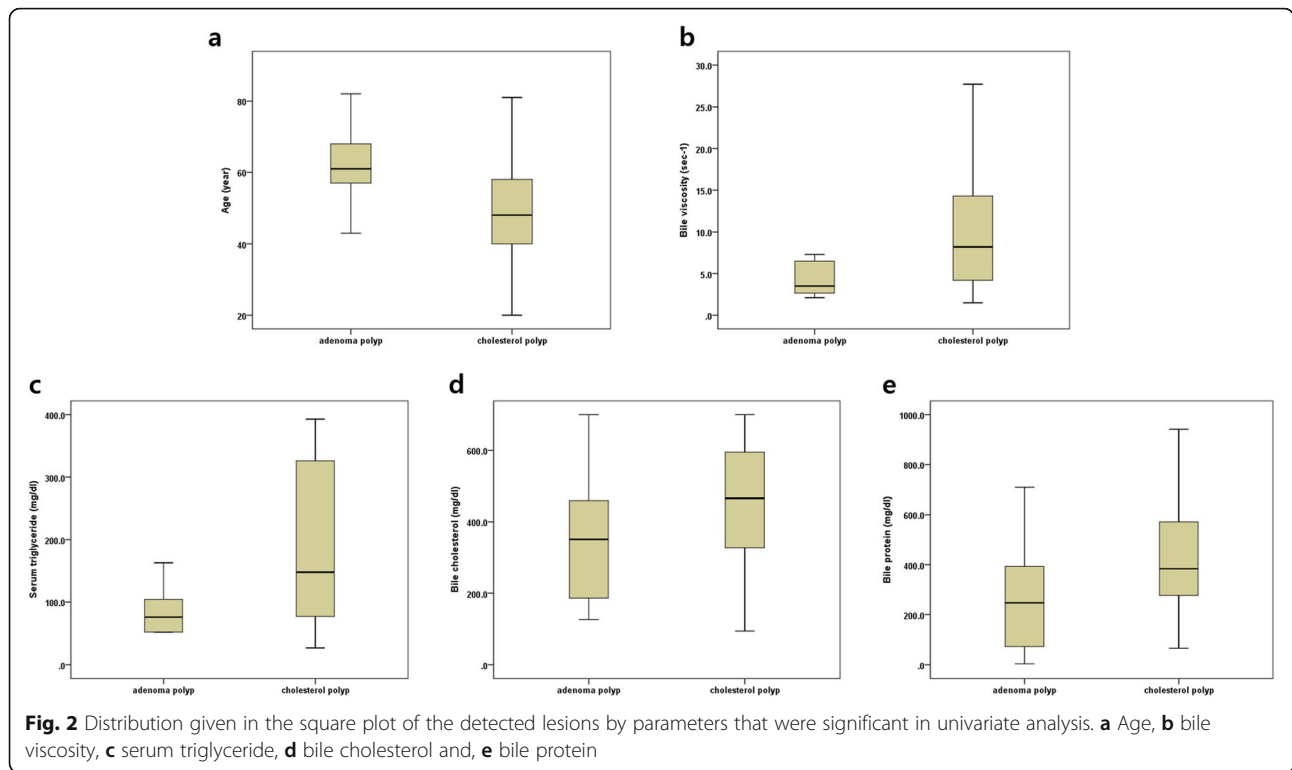 a
80
60
40
20
Age (year)
adenoma polyp
cholesterol polyp
b
30.0
25.0
20.0
15.0
10.0
5.0
.0
Bile viscosity (sec-1)
adenoma polyp
cholesterol polyp
c
400.0
300.0
200.0
100.0
.0
Serum triglyceride (mg/dl)
adenoma polyp
cholesterol polyp
d
600.0
400.0
200.0
.0
Bile cholesterol (mg/dl)
adenoma polyp
cholesterol polyp
e
1000.0
800.0
600.0
400.0
200.0
.0
Bile protein (mg/dl)
adenoma polyp
cholesterol polyp
Fig. 2 Distribution given in the square plot of the detected lesions by parameters that were significant in univariate analysis. a Age, b bile
viscosity, c serum triglyceride, d bile cholesterol and, e bile protein